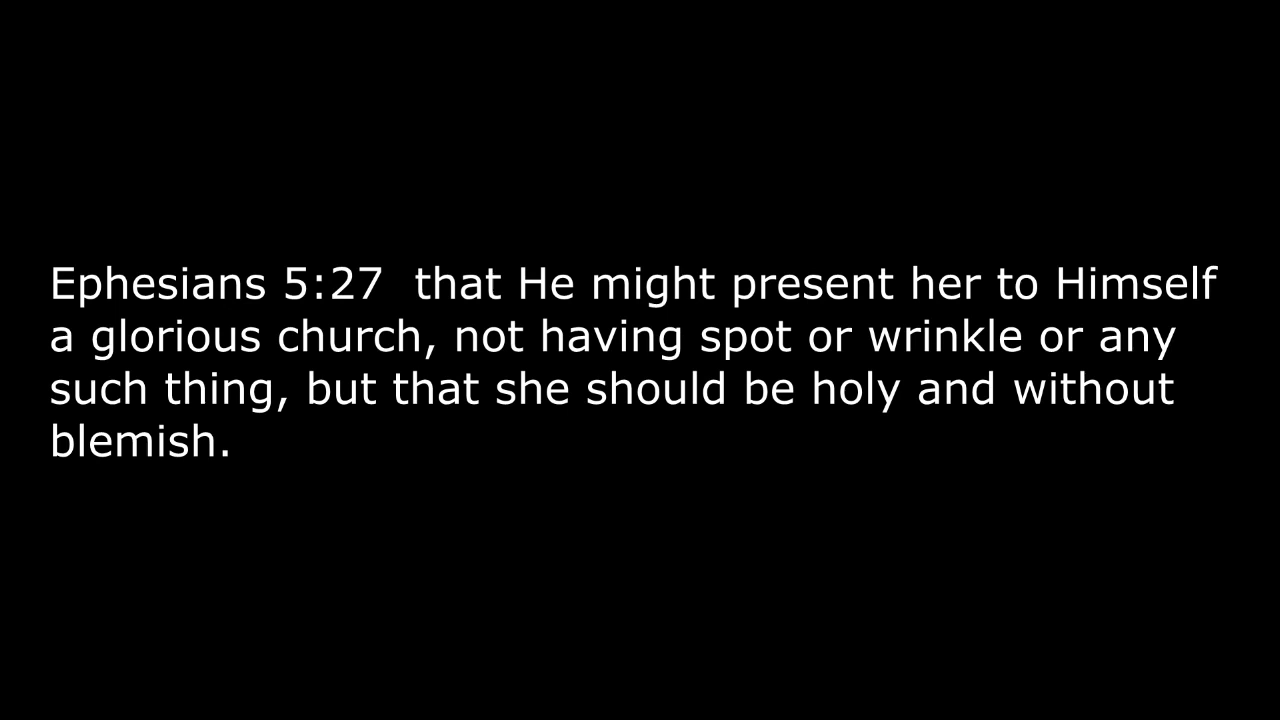 Ephesians 5:27  that He might present her to Himself
a glorious church, not having spot or wrinkle or any
such thing, but that she should be holy and without
blemish.